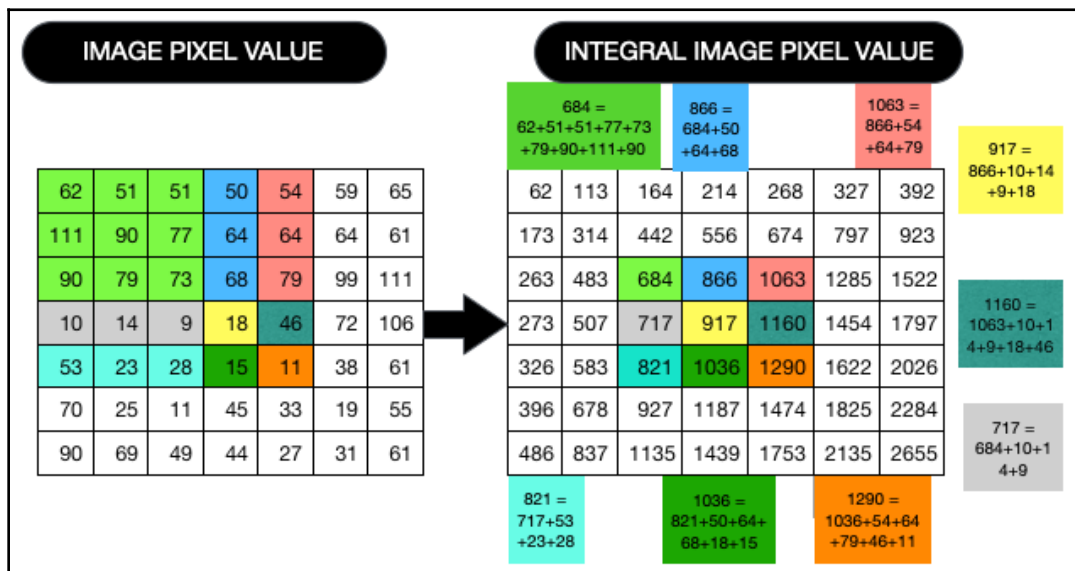 IMAGE PIXEL VALUE
INTEGRAL IMAGE PIXEL VALUE
684 =
62+51+51+77+73
+79+90+111+90
866 =
684+50
+64+68
1063 =
866+54
+64+79
917 =
866+10+14
+9+18
62 51 51 50 54 59 65
111 90 77 64 64 64 61
90 79 73 68 79 99 111
10 14 9 18 46 72 106
53 23 28 15 11 38 61
70 25 11 45 33 19 55
90 69 49 44 27 31 61
62 113 164 214 268 327 392
173 314 442 556 674 797 923
263 483 684 866 1063 1285 1522
273 507 717 917 1160 1454 1797
326 583 821 1036 1290 1622 2026
396 678 927 1187 1474 1825 2284
486 837 1135 1439 1753 2135 2655
1160 =
1063+10+1
4+9+18+46
717 =
684+10+1
4+9
821 =
717+53
+23+28
1036 =
821+50+64+
68+18+15
1290 =
1036+54+64
+79+46+11